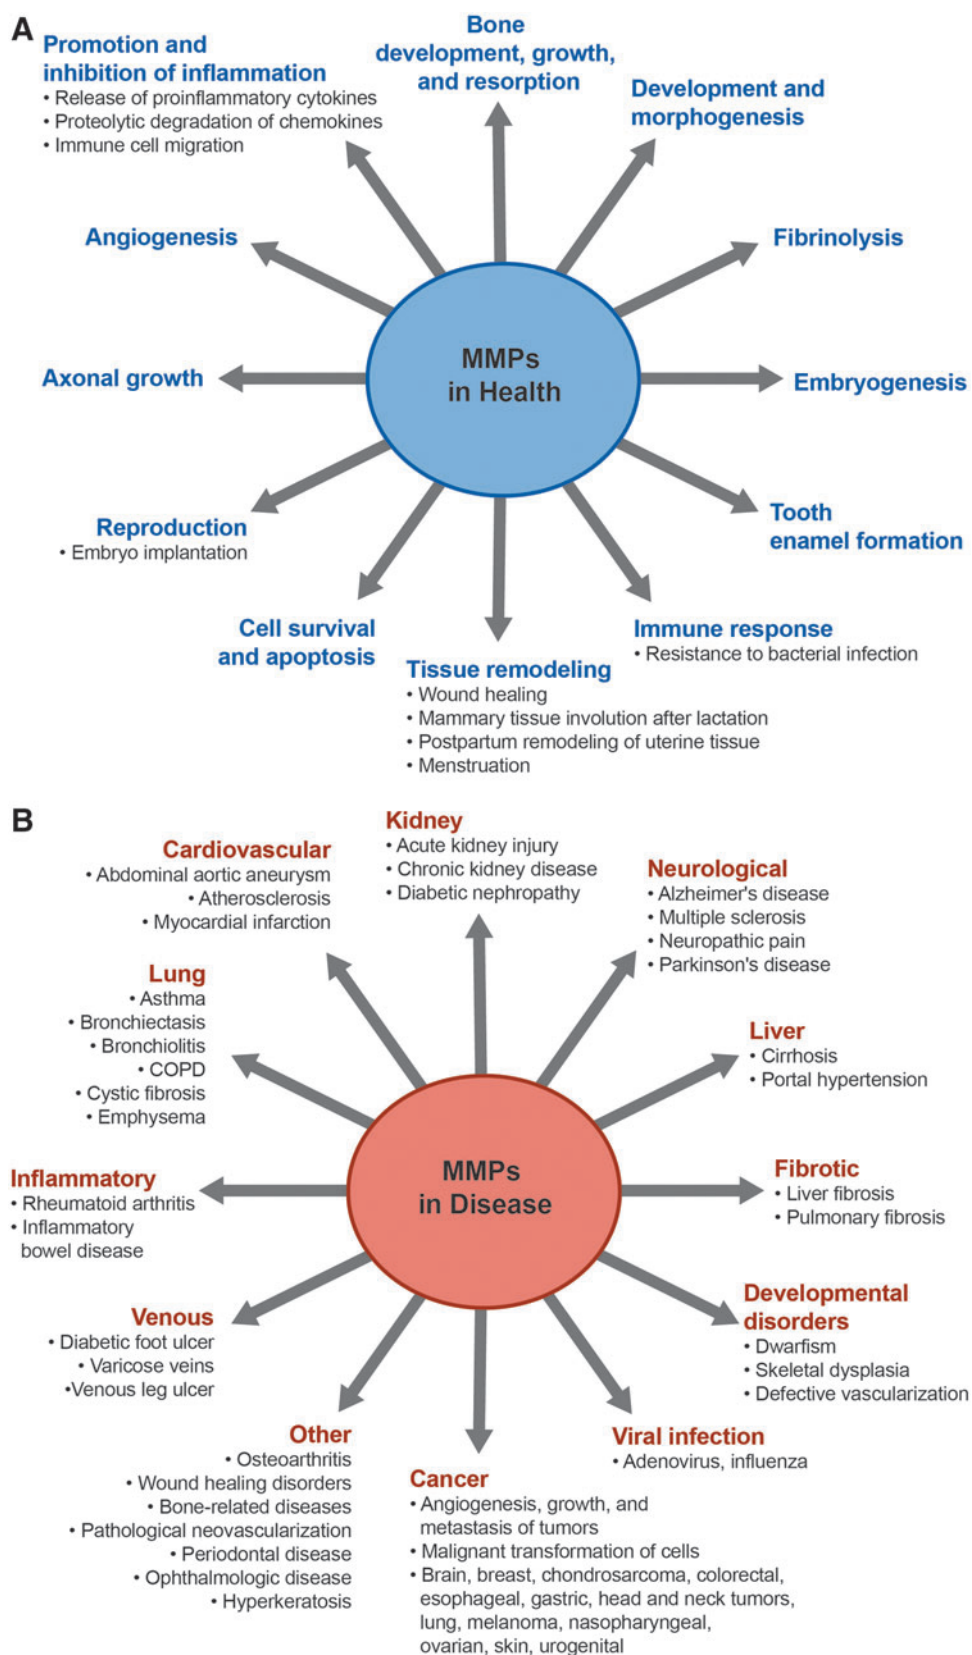 A
Promotion and
inhibition of inflammation
• Release of proinflammatory cytokines
• Proteolytic degradation of chemokines
• Immune cell migration
Bone
development, growth,
and resorption
Development and
morphogenesis
Angiogenesis
Fibrinolysis
MMPs
in Health
Axonal growth
Embryogenesis
Reproduction
• Embryo implantation
Tooth
enamel formation
Cell survival
and apoptosis
Tissue remodeling
• Wound healing
• Mammary tissue involution after lactation
• Postpartum remodeling of uterine tissue
• Menstruation
Immune response
• Resistance to bacterial infection
B
Cardiovascular
• Abdominal aortic aneurysm
• Atherosclerosis
• Myocardial infarction
Kidney
• Acute kidney injury
• Chronic kidney disease
• Diabetic nephropathy
Neurological
• Alzheimer's disease
• Multiple sclerosis
• Neuropathic pain
• Parkinson's disease
Lung
• Asthma
• Bronchiectasis
• Bronchiolitis
• COPD
• Cystic fibrosis
• Emphysema
Liver
• Cirrhosis
• Portal hypertension
MMPs
in Disease
Inflammatory
• Rheumatoid arthritis
• Inflammatory
bowel disease
Fibrotic
• Liver fibrosis
• Pulmonary fibrosis
Venous
• Diabetic foot ulcer
• Varicose veins
•Venous leg ulcer
Developmental
disorders
• Dwarfism
• Skeletal dysplasia
• Defective vascularization
Other
• Osteoarthritis
• Wound healing disorders
• Bone-related diseases
• Pathological neovascularization
• Periodontal disease
• Ophthalmologic disease
• Hyperkeratosis
Cancer
• Angiogenesis, growth, and
metastasis of tumors
• Malignant transformation of cells
• Brain, breast, chondrosarcoma, colorectal,
esophageal, gastric, head and neck tumors,
lung, melanoma, nasopharyngeal,
ovarian, skin, urogenital
Viral infection
• Adenovirus, influenza